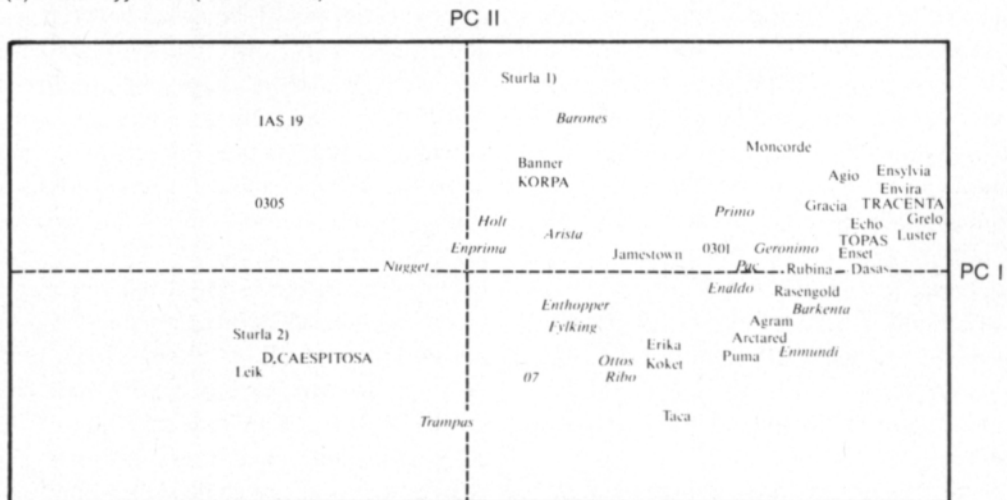 PC II
Sturla 1)
IAS 19
Barones
Moncorde
Banner
KORPA
Agio
Ensylvia
Envira
0305
Gracia
TRACENTA
Primo
Grelo
Holt
Echo
Arista
TOPAS
Luster
Enprima
Jamestown
0301
Geronimo
Enset
Nugget
Pac
Rubina
Dasas
PC I
Enaldo
Rasengold
Enthopper
Barkenta
Fylking
Agram
Sturla 2)
Erika
Arctared
D,CAESPITOSA
Ottos
Koket
Puma
Enmundi
Leik
07
Ribo
Trampas
Taca